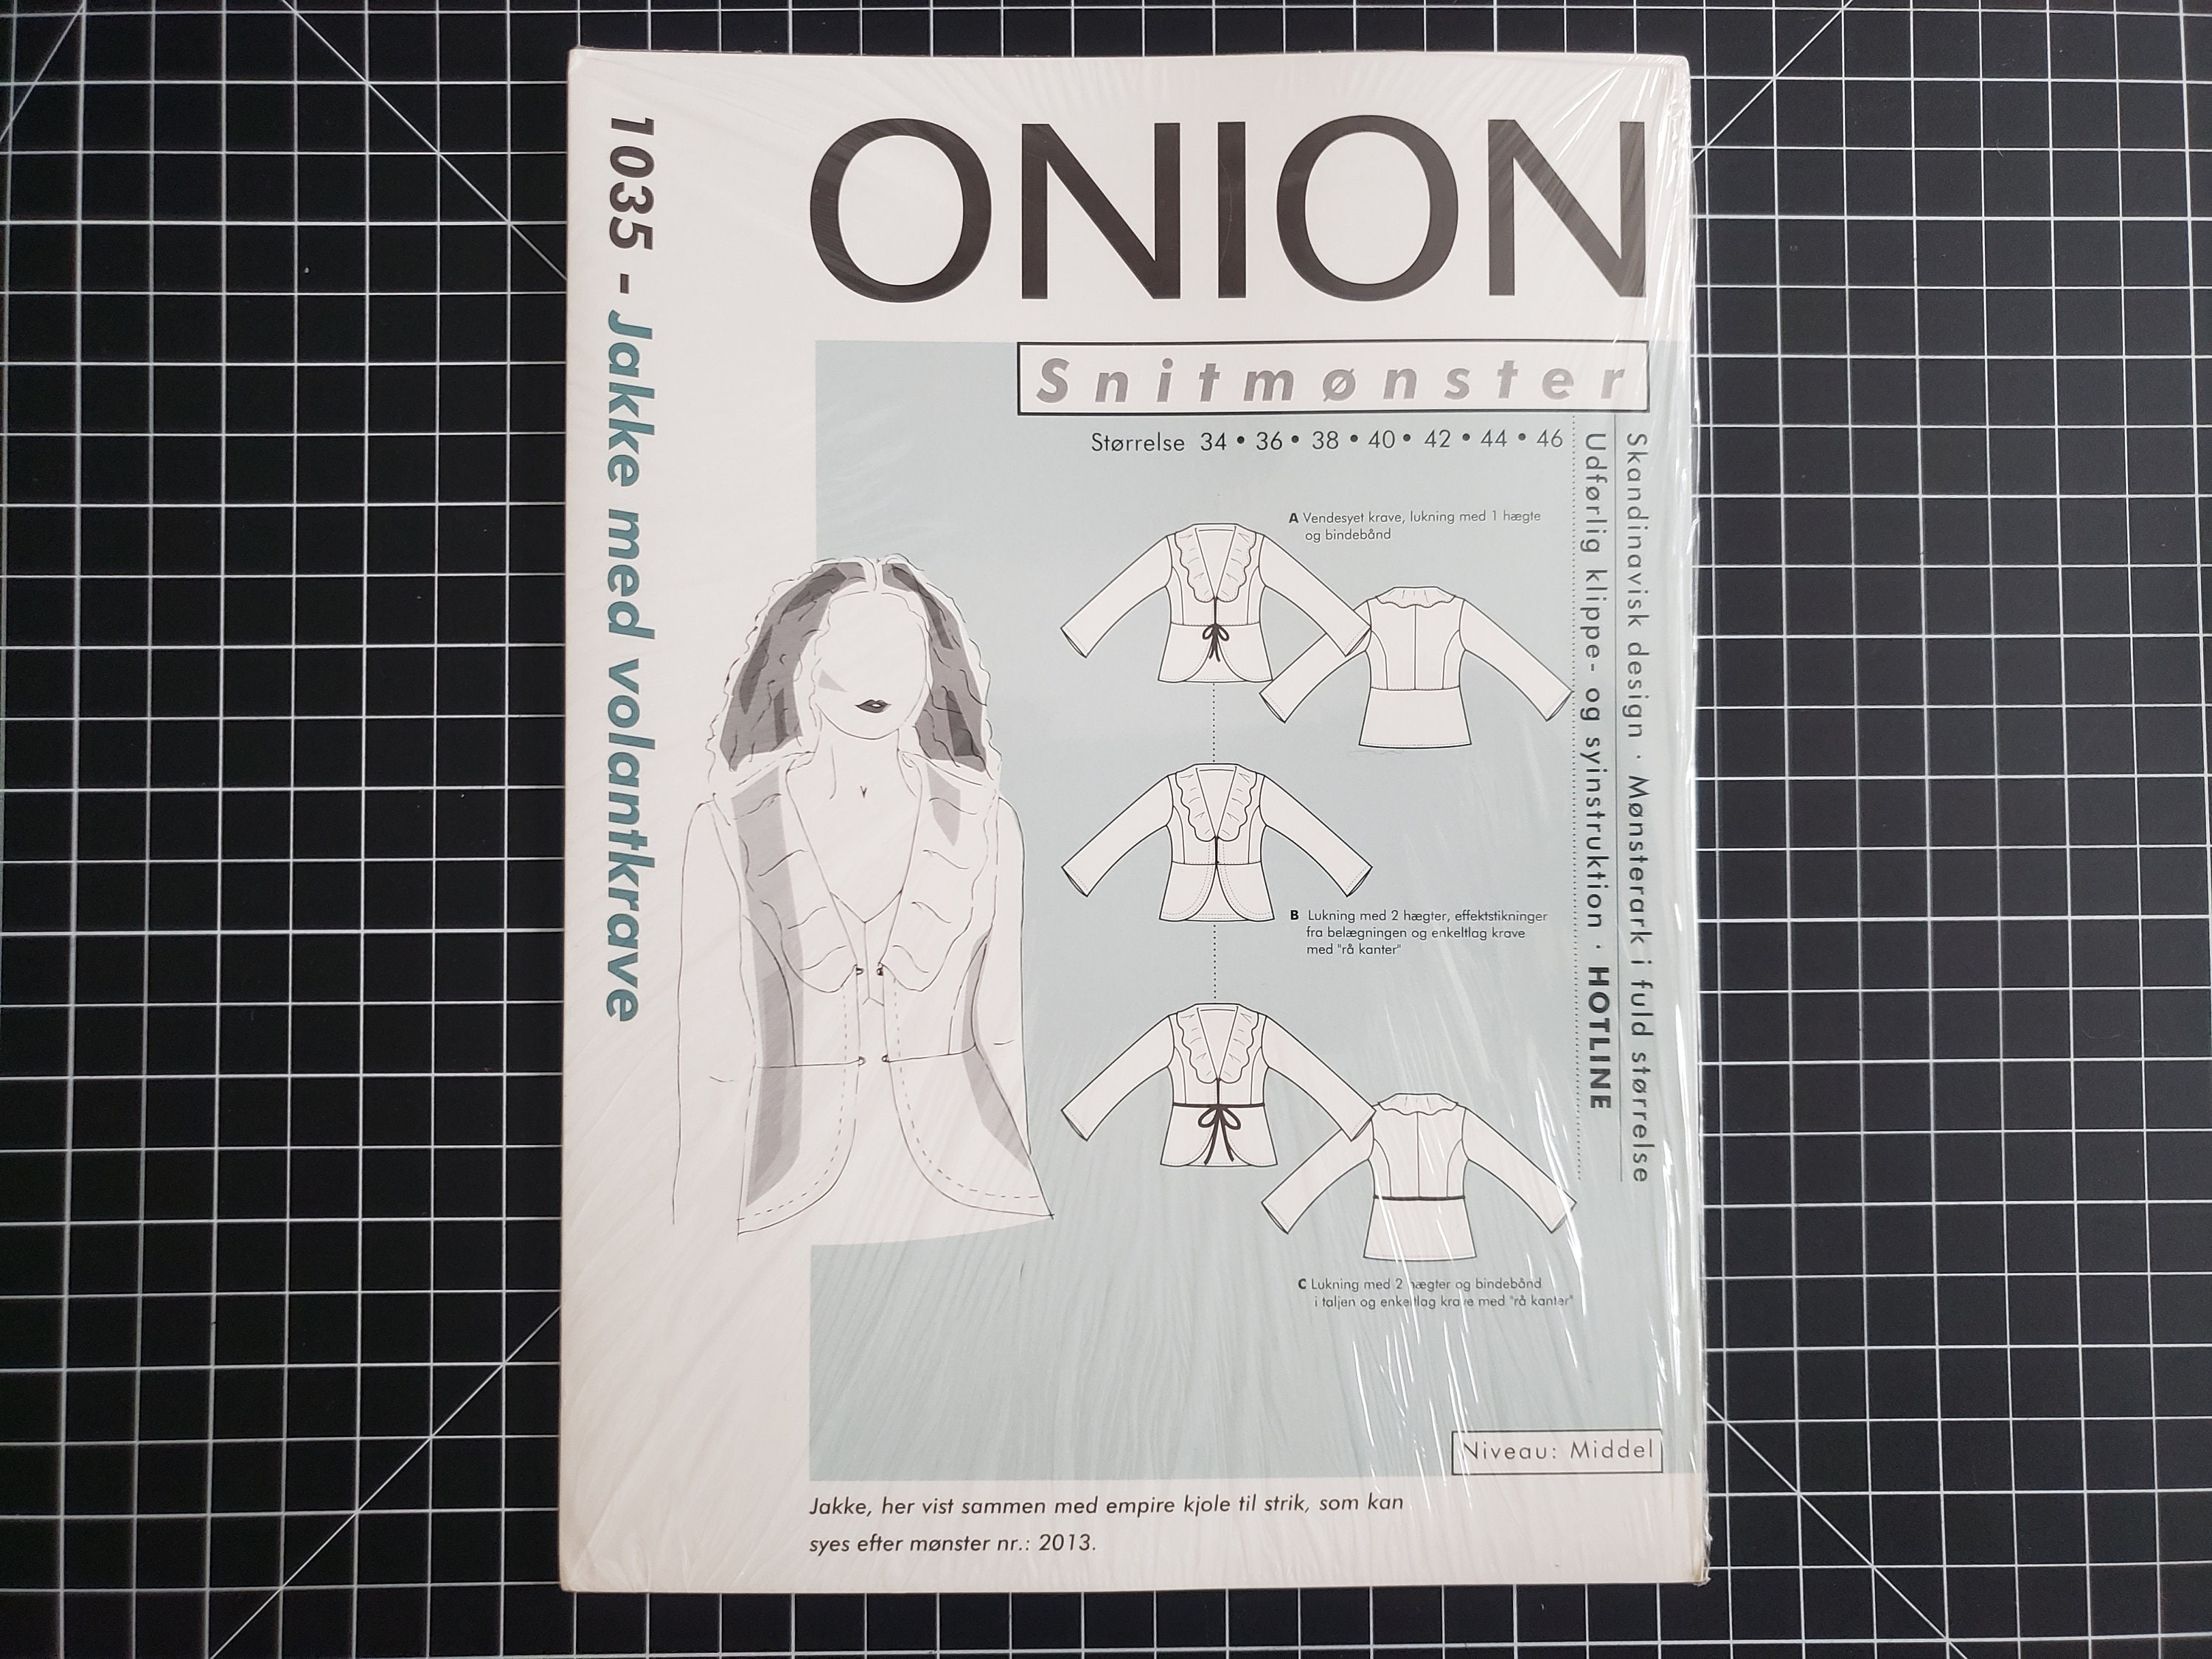 ONION
Snitmønster
Størrelse 34 • 36 • 38 • 40 • 42 • 44 • 46
1035 - Jakke med volantkrave
Skandinavisk design · Mønsterark i fuld størrelse
Udførlig klippe- og syinstruktion · HOTLINE
A Vendesyet krave, lukning med 1 hægte
og bindebånd
B Lukning med 2 hægter, effektstikninger
fra belægningen og enkeltlag krave
med "rå kanter"
C Lukning med 2 hægter og bindebånd
i taljen og enkeltlag krave med "rå kanter"
Niveau: Middel
Jakke, her vist sammen med empire kjole til strik, som kan
syes efter mønster nr.: 2013.